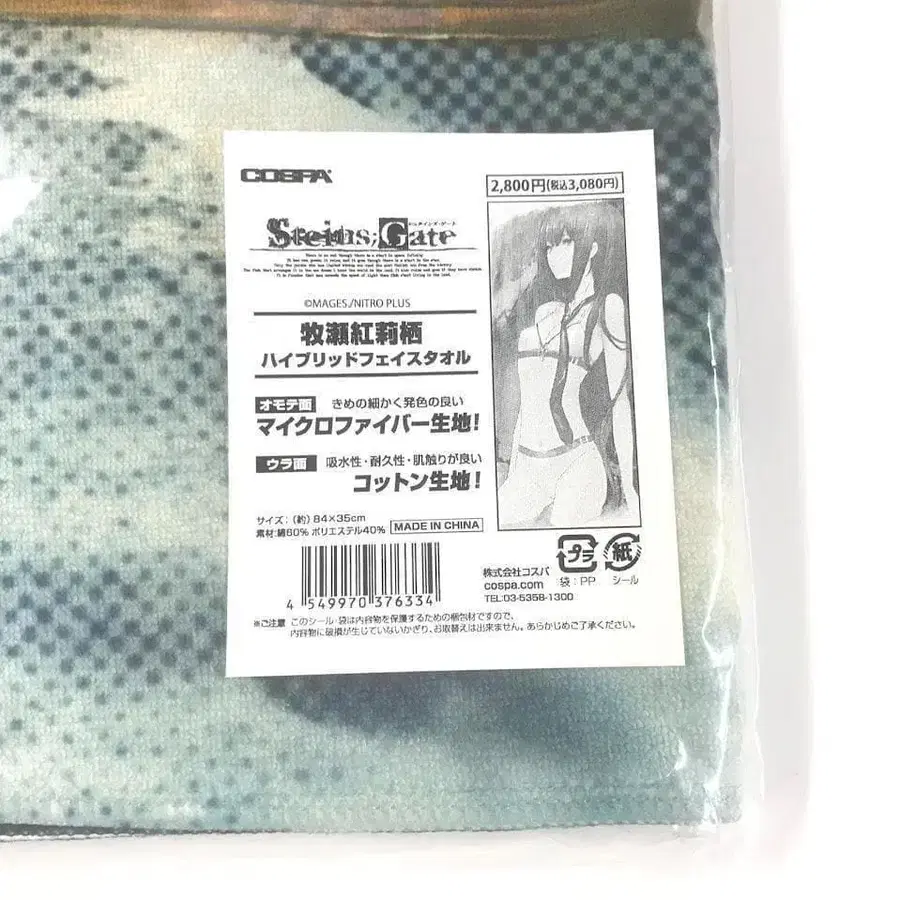 COSPA
2,800円(税込3,080円)
シュタインズ・ゲート
Steins;Gate
©MAGES./NITRO PLUS
牧瀬紅莉栖
ハイブリッドフェイスタオル
オモテ面 きめの細かく発色の良い
マイクロファイバー生地!
ウラ面 吸水性・耐久性・肌触りが良い
コットン生地!
サイズ:(約)84×35cm
素材:綿60% ポリエステル40%
MADE IN CHINA
4 549970 376334
プラ
袋:PP
紙
シール
株式会社コスパ
cospa.com
TEL:03-5358-1300
※ご注意 このシール・袋は内容物を保護するための梱包材ですので、
内容物に破損が生じていないかぎり、お取替えは出来ません。あらかじめご了承ください。